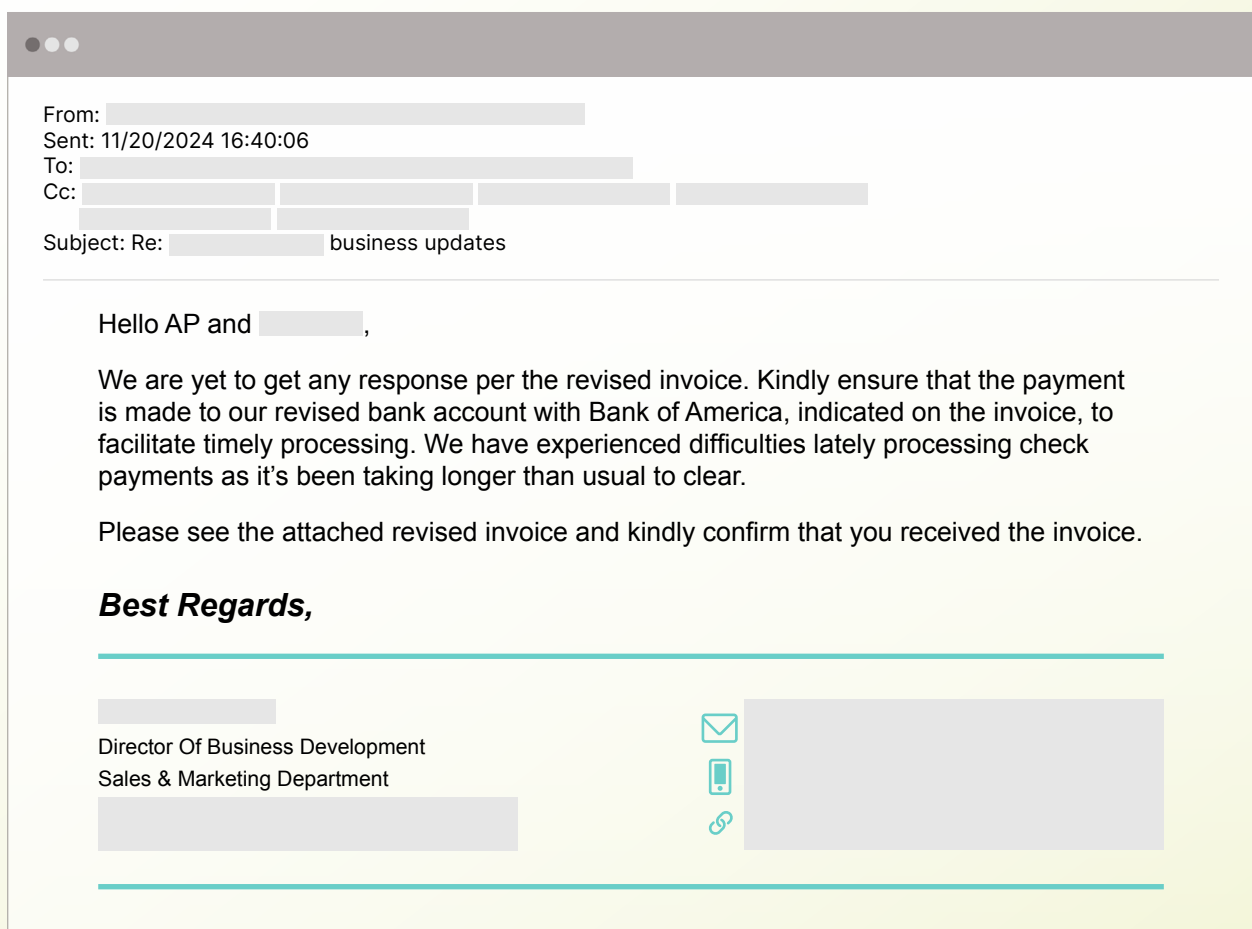 From:
Sent: 11/20/2024 16:40:06
To:
Cc:
Subject: Re: business updates
Hello AP and ,
We are yet to get any response per the revised invoice. Kindly ensure that the payment
is made to our revised bank account with Bank of America, indicated on the invoice, to
facilitate timely processing. We have experienced difficulties lately processing check
payments as it’s been taking longer than usual to clear.
Please see the attached revised invoice and kindly confirm that you received the invoice.
Best Regards,
Director Of Business Development
Sales & Marketing Department